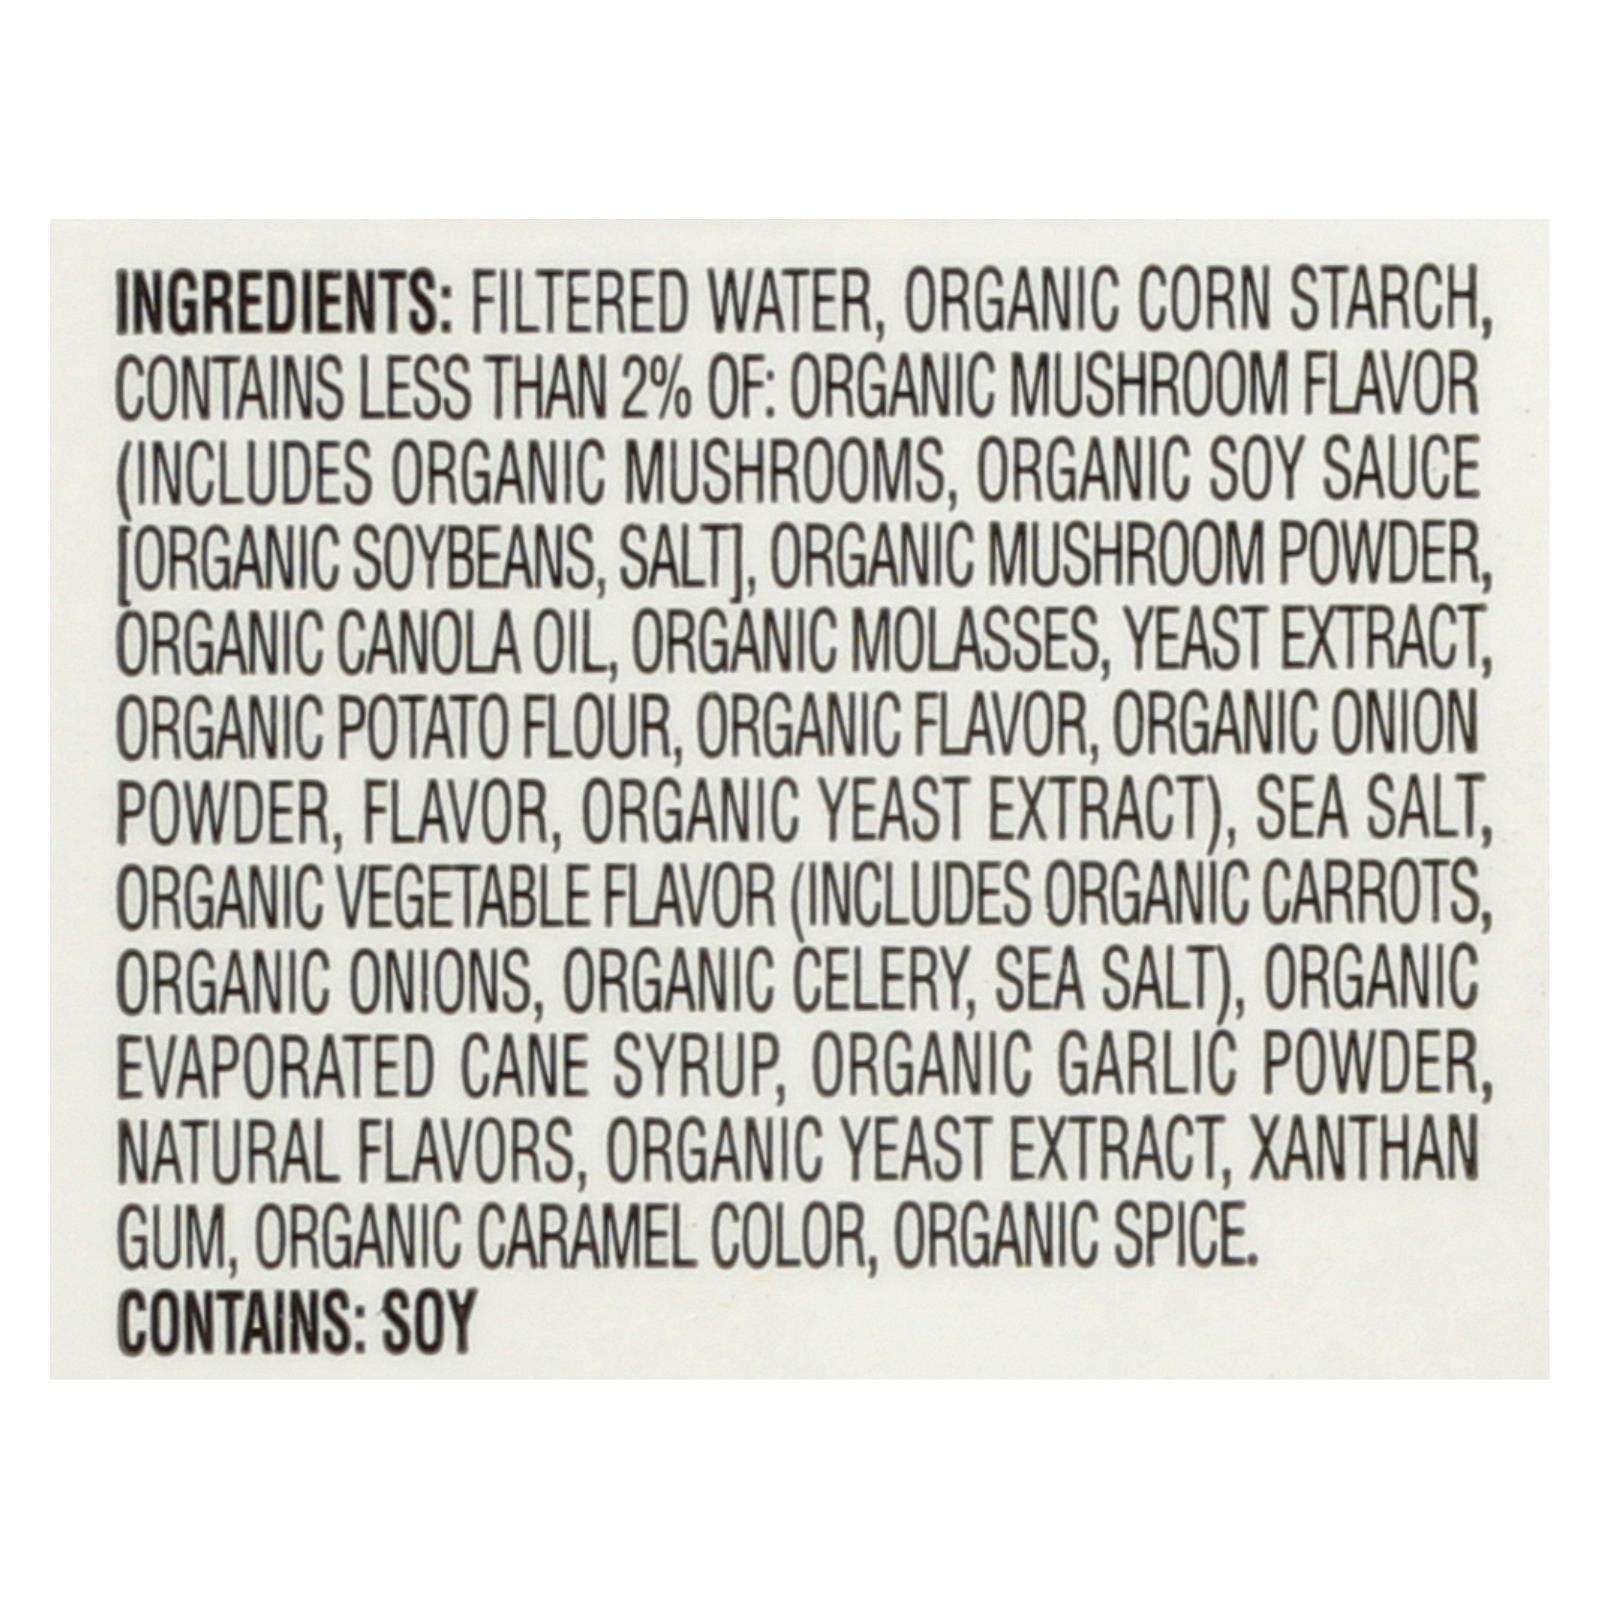 INGREDIENTS: FILTERED WATER, ORGANIC CORN STARCH,
CONTAINS LESS THAN 2% OF: ORGANIC MUSHROOM FLAVOR
(INCLUDES ORGANIC MUSHROOMS, ORGANIC SOY SAUCE
[ORGANIC SOYBEANS, SALT], ORGANIC MUSHROOM POWDER,
ORGANIC CANOLA OIL, ORGANIC MOLASSES, YEAST EXTRACT,
ORGANIC POTATO FLOUR, ORGANIC FLAVOR, ORGANIC ONION
POWDER, FLAVOR, ORGANIC YEAST EXTRACT), SEA SALT,
ORGANIC VEGETABLE FLAVOR (INCLUDES ORGANIC CARROTS,
ORGANIC ONIONS, ORGANIC CELERY, SEA SALT), ORGANIC
EVAPORATED CANE SYRUP, ORGANIC GARLIC POWDER,
NATURAL FLAVORS, ORGANIC YEAST EXTRACT, XANTHAN
GUM, ORGANIC CARAMEL COLOR, ORGANIC SPICE.
CONTAINS: SOY